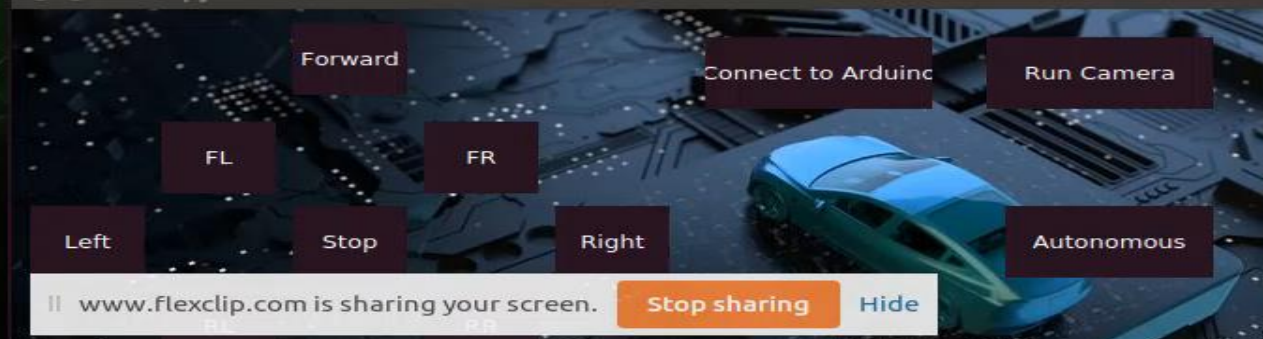 Forward
Connect to Arduino
Run Camera
FL
FR
Left
Stop
Right
Autonomous
www.flexclip.com is sharing your screen.
Stop sharing
Hide